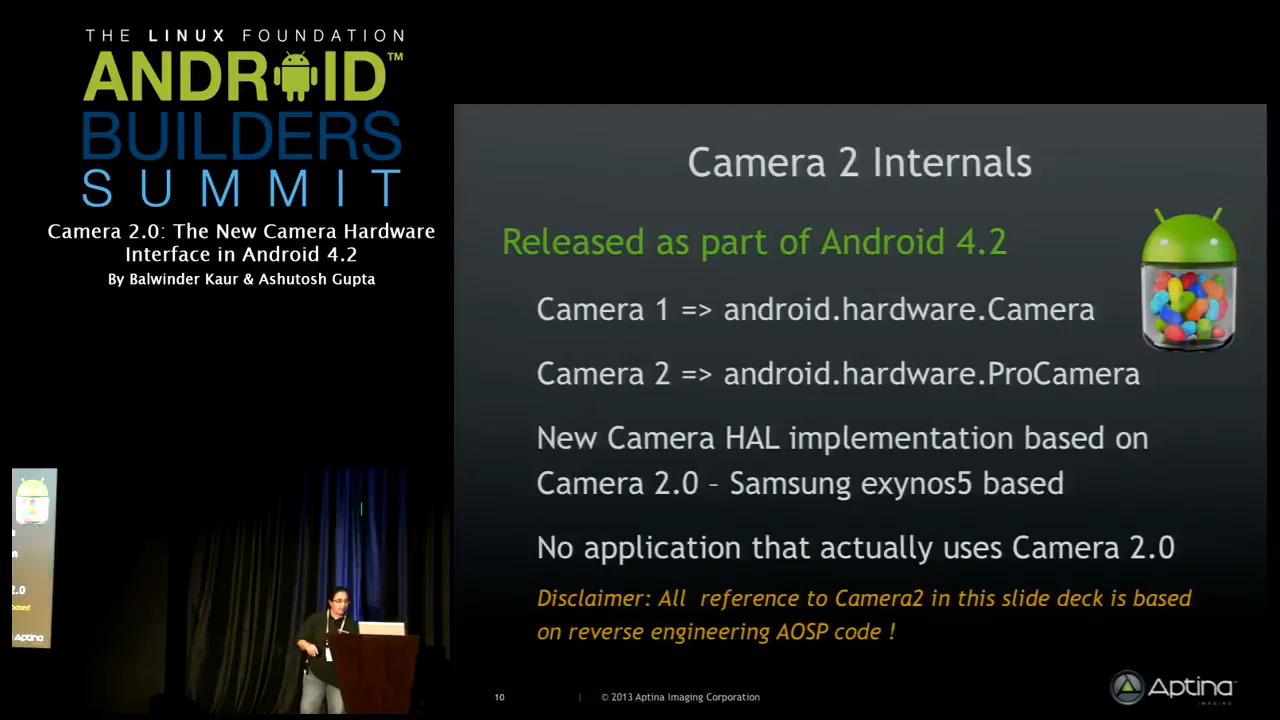 THE LINUX FOUNDATION
ANDROID™
BUILDERS
SUMMIT
Camera 2.0: The New Camera Hardware
Interface in Android 4.2
By Balwinder Kaur & Ashutosh Gupta
Camera 2 Internals
Released as part of Android 4.2
Camera 1 => android.hardware.Camera
Camera 2 => android.hardware.ProCamera
New Camera HAL implementation based on
Camera 2.0 – Samsung exynos5 based
No application that actually uses Camera 2.0
Disclaimer: All reference to Camera2 in this slide deck is based
on reverse engineering AOSP code !
10 | © 2013 Aptina Imaging Corporation
Aptina
IMAGING
2.0
based
Aptina